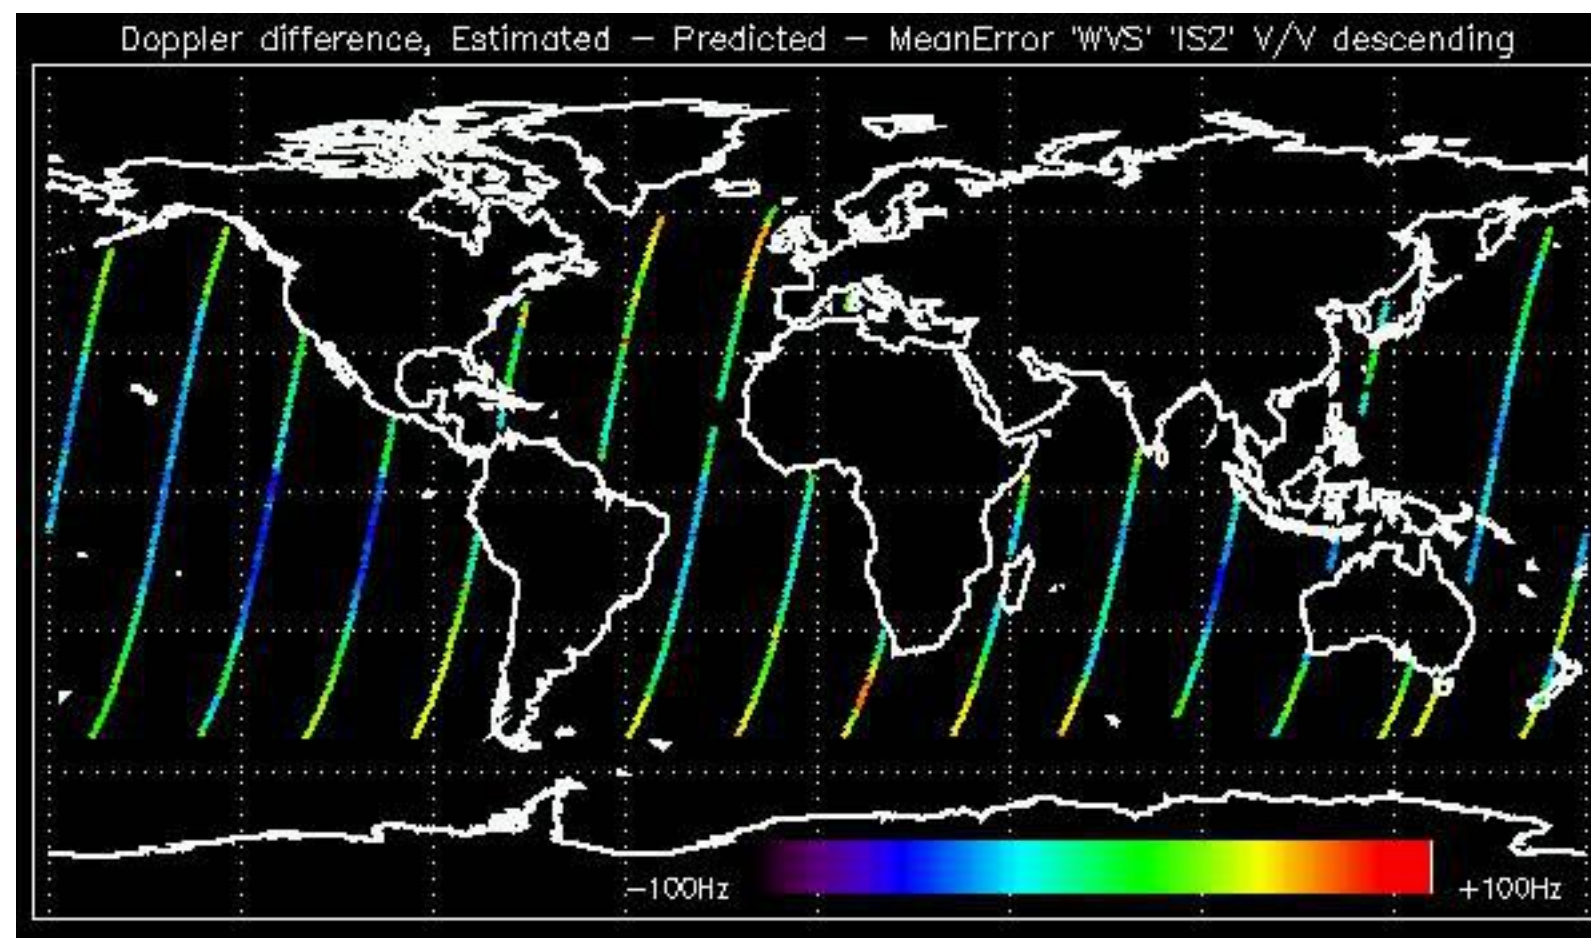 Doppler difference, Estimated – Predicted – MeanError 'WVS' 'IS2' V/V descending
–100Hz
+100Hz